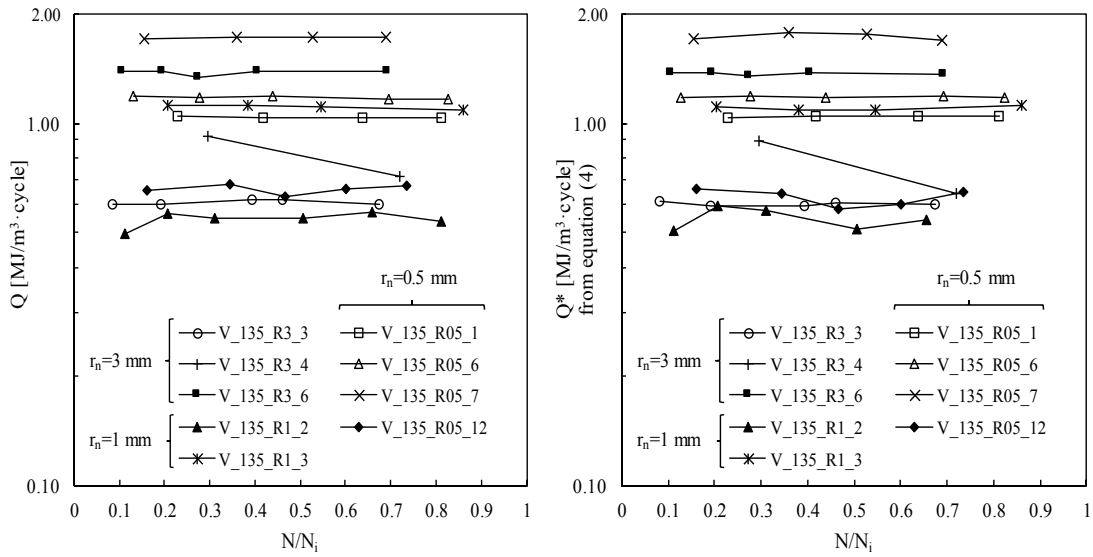 2.00
1.00
0.10
Q [MJ/m³·cycle]
0 0.1 0.2 0.3 0.4 0.5 0.6 0.7 0.8 0.9 1
N/Ni
rn=0.5 mm
rn=3 mm
V_135_R3_3
V_135_R3_4
V_135_R3_6
rn=1 mm
V_135_R1_2
V_135_R1_3
V_135_R05_1
V_135_R05_6
V_135_R05_7
V_135_R05_12
2.00
1.00
0.10
Q* [MJ/m³·cycle]
from equation (4)
0 0.1 0.2 0.3 0.4 0.5 0.6 0.7 0.8 0.9 1
N/Ni
rn=0.5 mm
rn=3 mm
V_135_R3_3
V_135_R3_4
V_135_R3_6
rn=1 mm
V_135_R1_2
V_135_R1_3
V_135_R05_1
V_135_R05_6
V_135_R05_7
V_135_R05_12